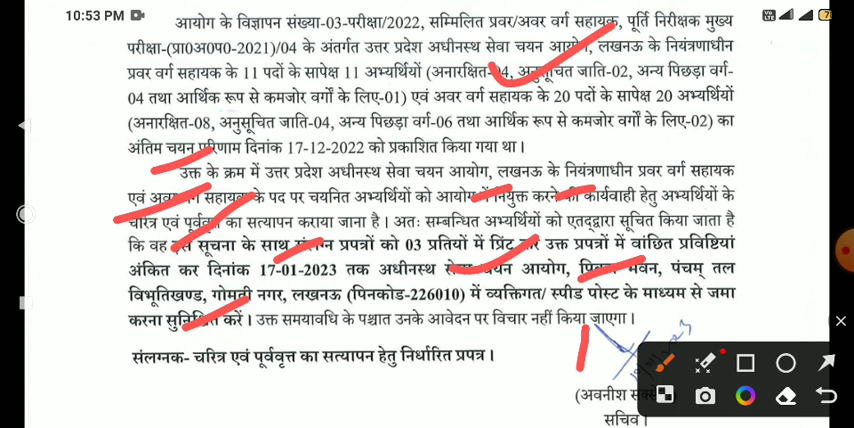 10:53 PM
आयोग के विज्ञापन संख्या-03-परीक्षा/2022, सम्मिलित प्रवर/अवर वर्ग सहायक, पूर्ति निरीक्षक मुख्य
परीक्षा-(प्रा0अ0प0-2021)/04 के अंतर्गत उत्तर प्रदेश अधीनस्थ सेवा चयन आयोग, लखनऊ के नियंत्रणाधीन
प्रवर वर्ग सहायक के 11 पदों के सापेक्ष 11 अभ्यर्थियों (अनारक्षित-04, अनुसूचित जाति-02, अन्य पिछड़ा वर्ग-
04 तथा आर्थिक रूप से कमजोर वर्गों के लिए-01) एवं अवर वर्ग सहायक के 20 पदों के सापेक्ष 20 अभ्यर्थियों
(अनारक्षित-08, अनुसूचित जाति-04, अन्य पिछड़ा वर्ग-06 तथा आर्थिक रूप से कमजोर वर्गों के लिए-02) का
अंतिम चयन परिणाम दिनांक 17-12-2022 को प्रकाशित किया गया था।
उक्त के क्रम में उत्तर प्रदेश अधीनस्थ सेवा चयन आयोग, लखनऊ के नियंत्रणाधीन प्रवर वर्ग सहायक
एवं अवर वर्ग सहायक के पद पर चयनित अभ्यर्थियों को आयोग में नियुक्त करने की कार्यवाही हेतु अभ्यर्थियों के
चरित्र एवं पूर्ववृत्त का सत्यापन कराया जाना है। अतः सम्बन्धित अभ्यर्थियों को एतद्द्वारा सूचित किया जाता है
कि वह इस सूचना के साथ संलग्न प्रपत्रों को 03 प्रतियों में प्रिंट कर उक्त प्रपत्रों में वांछित प्रविष्टियां
अंकित कर दिनांक 17-01-2023 तक अधीनस्थ सेवा चयन आयोग, पिकप भवन, पंचम् तल
विभूतिखण्ड, गोमती नगर, लखनऊ (पिनकोड-226010) में व्यक्तिगत/ स्पीड पोस्ट के माध्यम से जमा
करना सुनिश्चित करें। उक्त समयावधि के पश्चात उनके आवेदन पर विचार नहीं किया जाएगा।
संलग्नक- चरित्र एवं पूर्ववृत्त का सत्यापन हेतु निर्धारित प्रपत्र।
(अवनीश
सचिव।